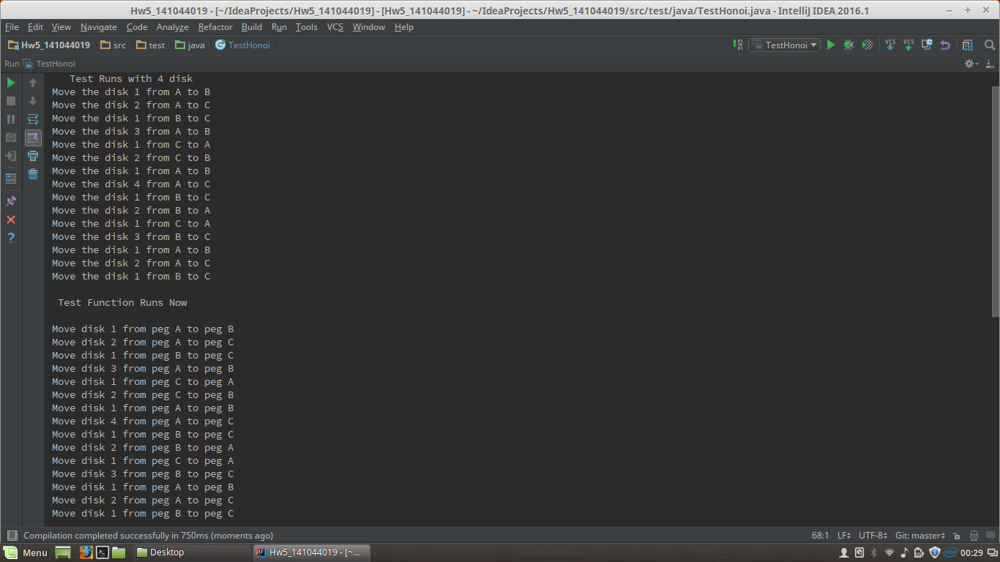 Hw5_141044019 - [~/IdeaProjects/Hw5_141044019] - [Hw5_141044019] - ~/IdeaProjects/Hw5_141044019/src/test/java/TestHonoi.java - IntelliJ IDEA 2016.1
File Edit View Navigate Code Analyze Refactor Build Run Tools VCS Window Help
Hw5_141044019 src test java TestHonoi TestHonoi VCS VCS
Run TestHonoi
Test Runs with 4 disk
Move the disk 1 from A to B
Move the disk 2 from A to C
Move the disk 1 from B to C
Move the disk 3 from A to B
Move the disk 1 from C to A
Move the disk 2 from C to B
Move the disk 1 from A to B
Move the disk 4 from A to C
Move the disk 1 from B to C
Move the disk 2 from B to A
Move the disk 1 from C to A
Move the disk 3 from B to C
Move the disk 1 from A to B
Move the disk 2 from A to C
Move the disk 1 from B to C
Test Function Runs Now
Move disk 1 from peg A to peg B
Move disk 2 from peg A to peg C
Move disk 1 from peg B to peg C
Move disk 3 from peg A to peg B
Move disk 1 from peg C to peg A
Move disk 2 from peg C to peg B
Move disk 1 from peg A to peg B
Move disk 4 from peg A to peg C
Move disk 1 from peg B to peg C
Move disk 2 from peg B to peg A
Move disk 1 from peg C to peg A
Move disk 3 from peg B to peg C
Move disk 1 from peg A to peg B
Move disk 2 from peg A to peg C
Move disk 1 from peg B to peg C
Compilation completed successfully in 750ms (moments ago) 68:1 LF UTF-8 Git: master
Menu Desktop Hw5_141044019 - [~... intel 00:29